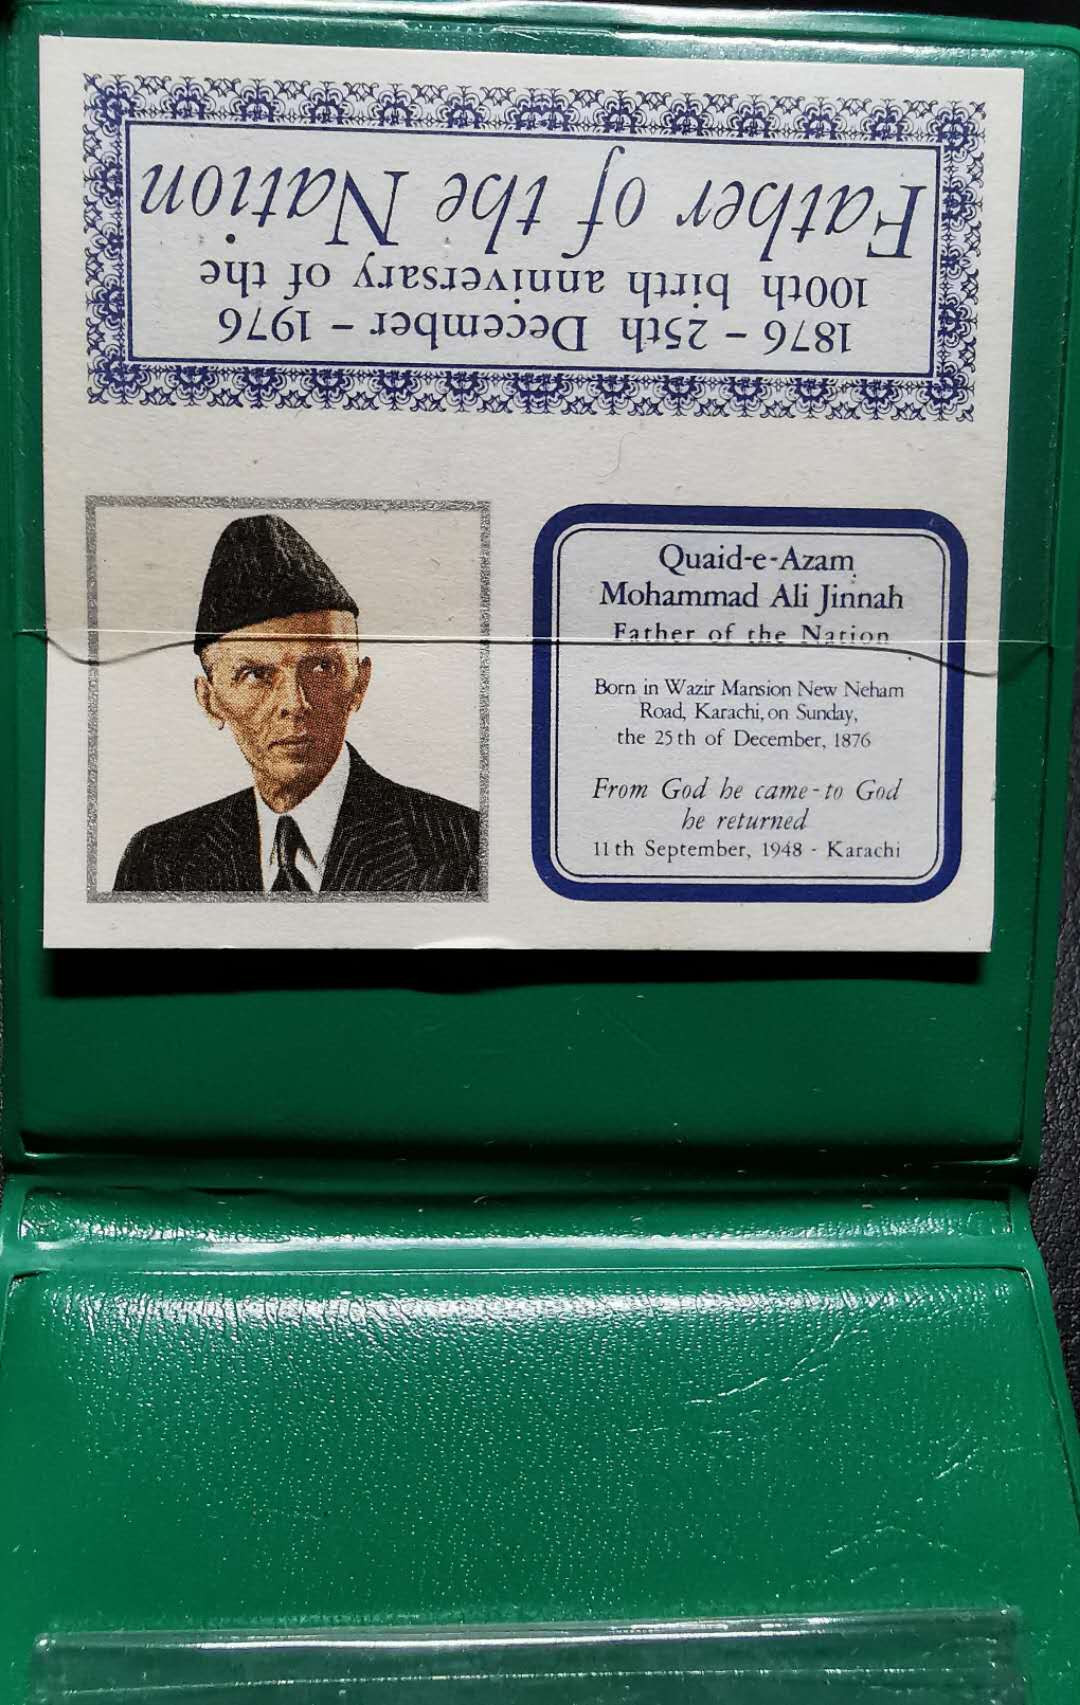 1876 – 25th December – 1976
100th birth anniversary of the
Father of the Nation
Quaid-e-Azam
Mohammad Ali Jinnah
Father of the Nation
Born in Wazir Mansion New Neham
Road, Karachi, on Sunday,
the 25th of December, 1876
From God he came - to God
he returned
11th September, 1948 - Karachi